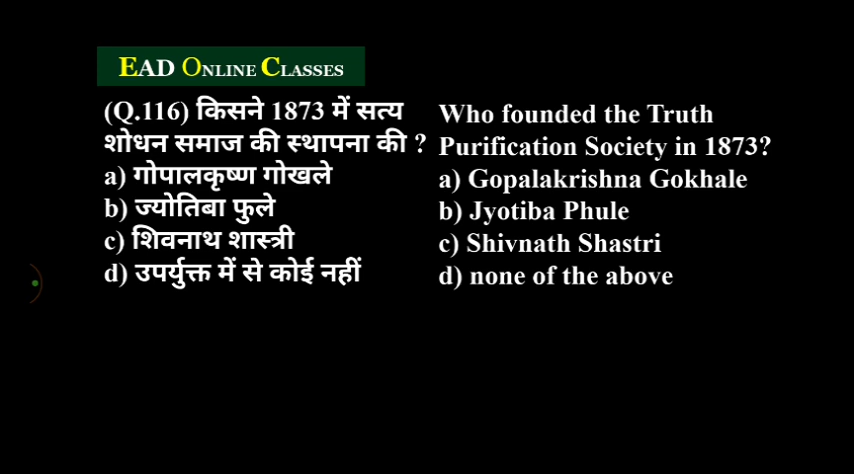 EAD ONLINE CLASSES
(Q.116) किसने 1873 में सत्य
शोधन समाज की स्थापना की ?
a) गोपालकृष्ण गोखले
b) ज्योतिबा फुले
c) शिवनाथ शास्त्री
d) उपर्युक्त में से कोई नहीं
Who founded the Truth
Purification Society in 1873?
a) Gopalakrishna Gokhale
b) Jyotiba Phule
c) Shivnath Shastri
d) none of the above